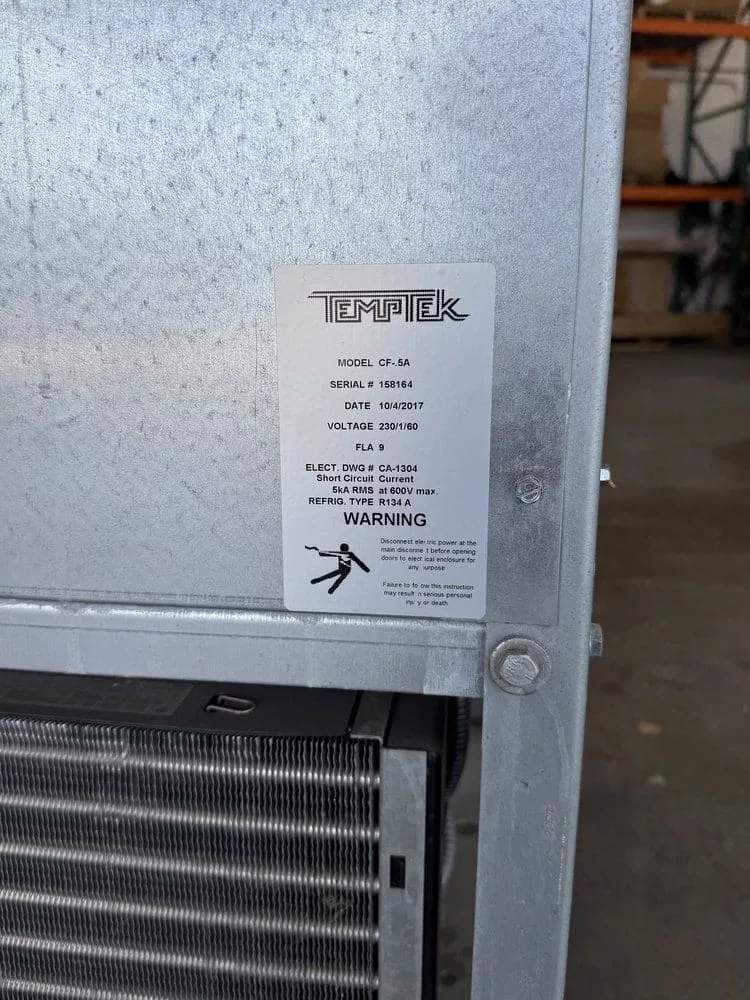 TEMPTEK
MODEL CF-.5A
SERIAL # 158164
DATE 10/4/2017
VOLTAGE 230/1/60
FLA 9
ELECT. DWG # CA-1304
Short Circuit Current
5kA RMS at 600V max.
REFRIG. TYPE R134 A
WARNING
Disconnect electric power at the
main disconnect before opening
doors to electrical enclosure for
any purpose
Failure to follow this instruction
may result in serious personal
injury or death